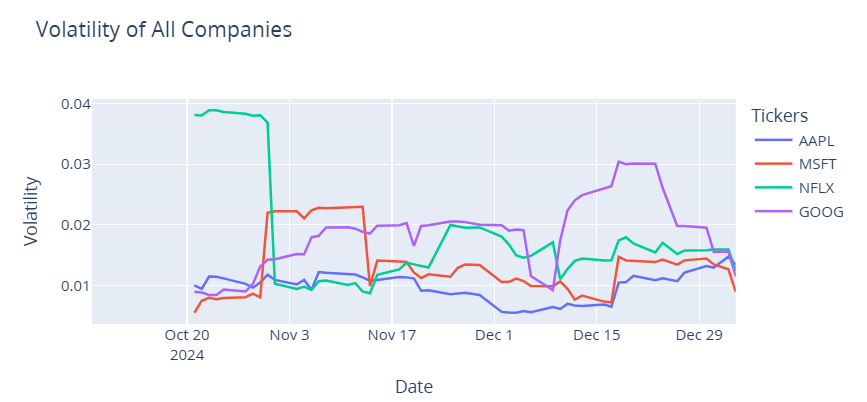 Volatility of All Companies
Tickers
AAPL
MSFT
NFLX
GOOG
Volatility
0.04
0.03
0.02
0.01
Oct 20
2024
Nov 3
Nov 17
Dec 1
Dec 15
Dec 29
Date